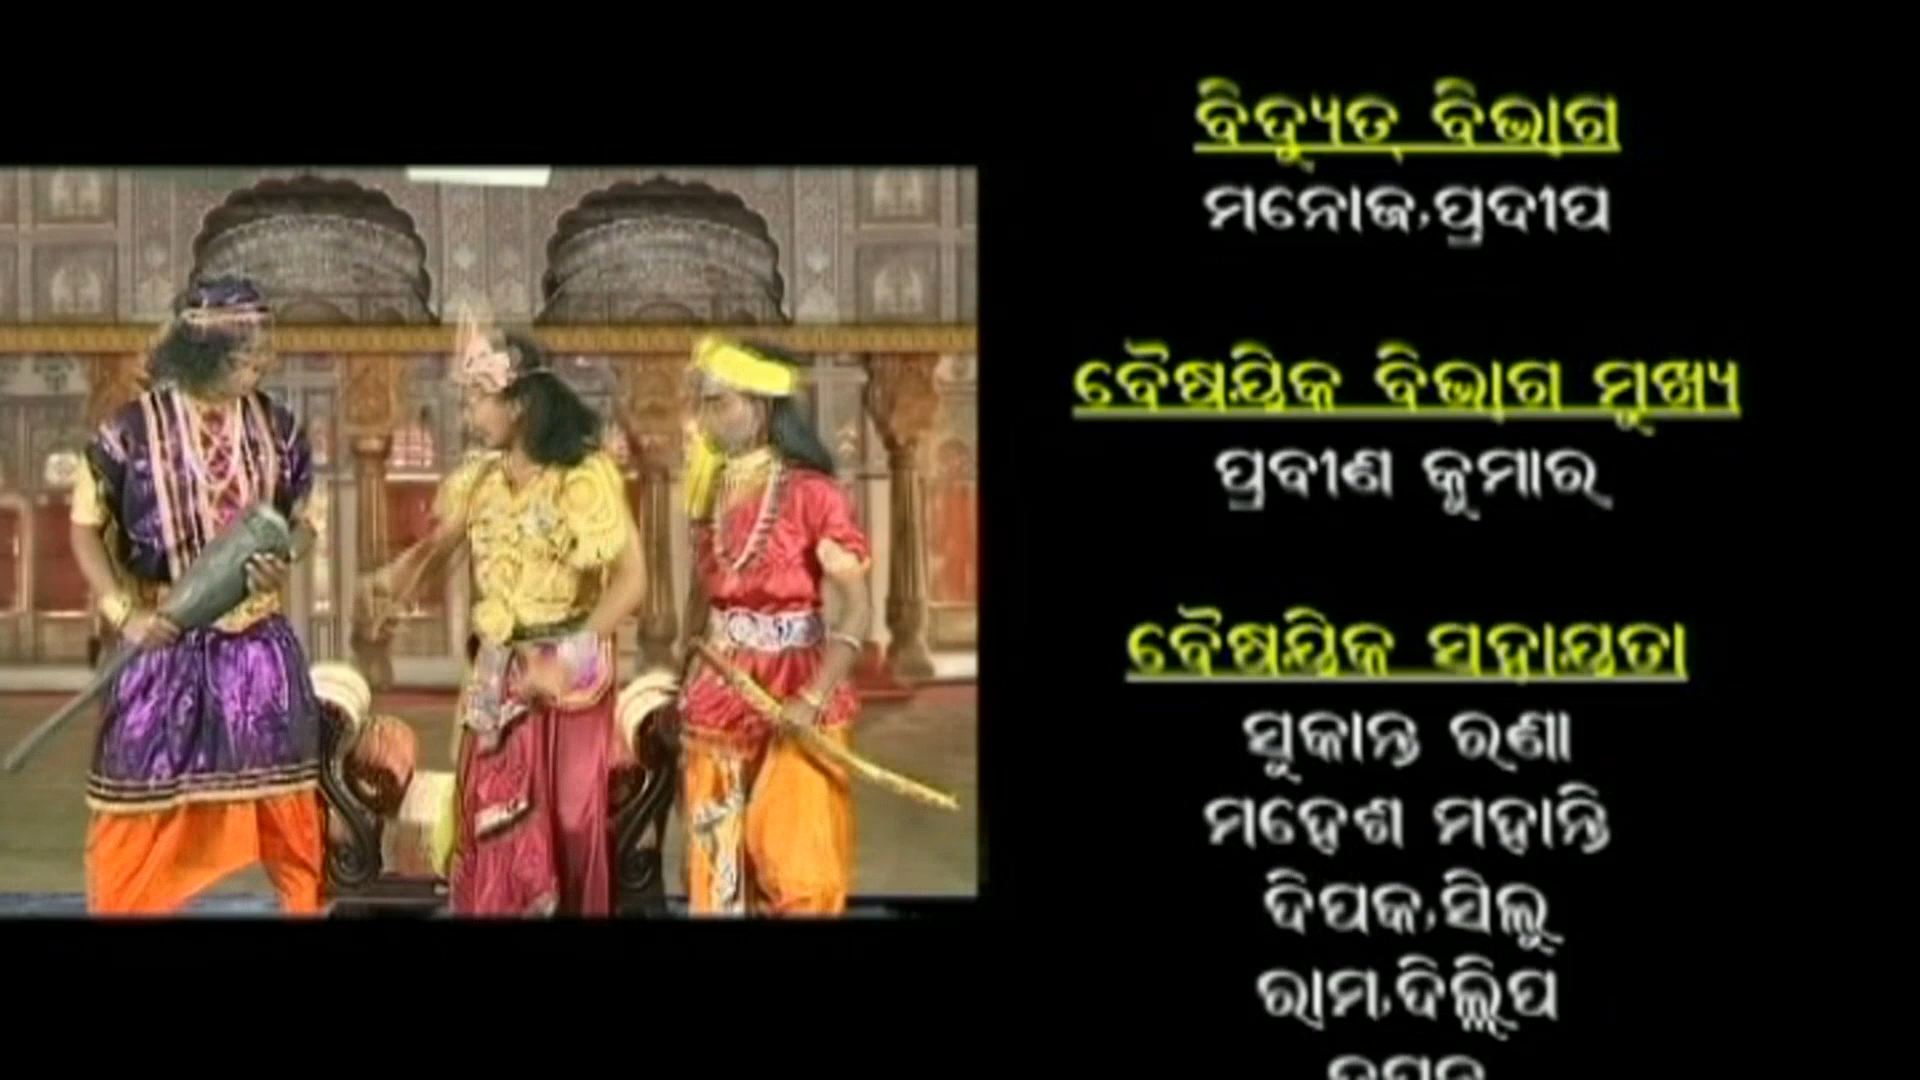 ବିଦ୍ୟୁତ୍ ବିଭାଗ
ମନୋଜ,ପ୍ରଦୀପ
ବୈଷୟିକ ବିଭାଗ ମୁଖ୍ୟ
ପ୍ରବୀଣ କୁମାର
ବୈଷୟିକ ସହାୟତା
ସୁକାନ୍ତ ରଣା
ମହେଶ ମହାନ୍ତି
ଦିପକ,ସିଲୁ
ରାମ,ଦିଲ୍ଲିପ